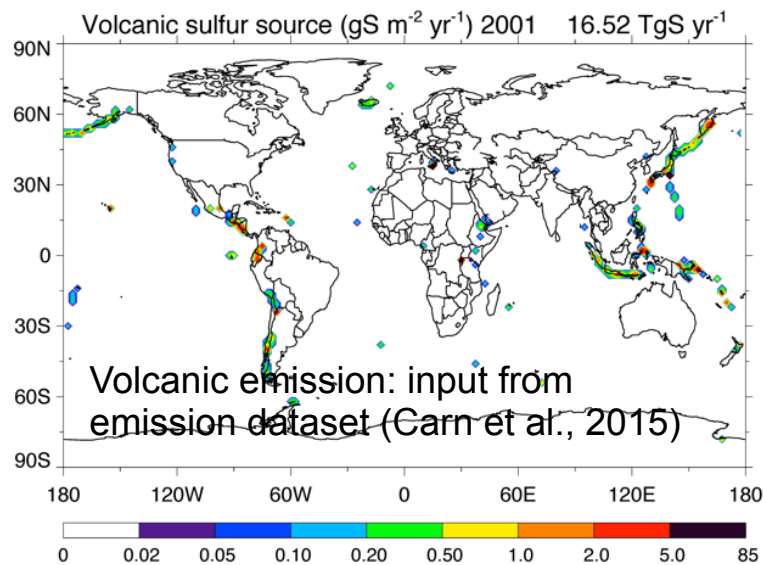 Volcanic sulfur source (gS m⁻² yr⁻¹) 2001 16.52 TgS yr⁻¹
90N
60N
30N
0
30S
60S
90S
Volcanic emission: input from
emission dataset (Carn et al., 2015)
180 120W 60W 0 60E 120E 180
0 0.02 0.05 0.10 0.20 0.50 1.0 2.0 5.0 85